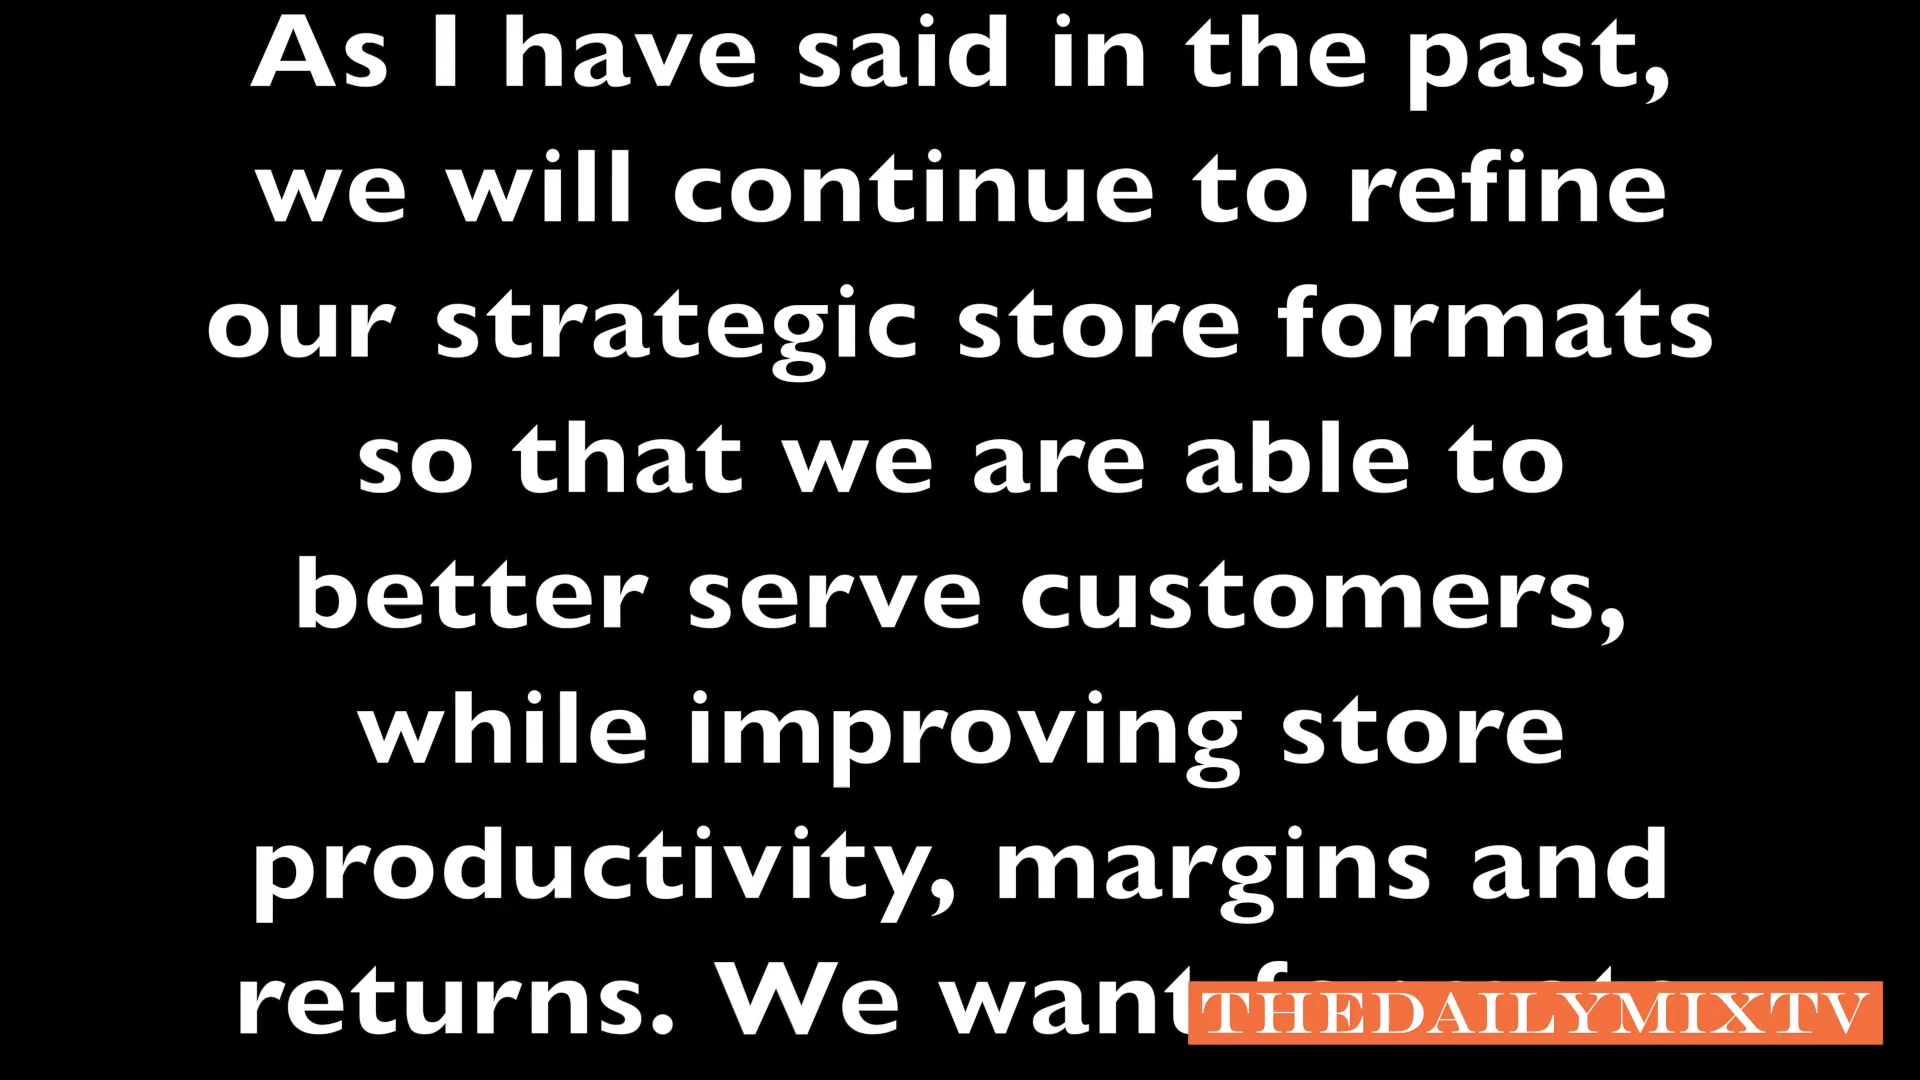 As I have said in the past,
we will continue to refine
our strategic store formats
so that we are able to
better serve customers,
while improving store
productivity, margins and
returns. We want
THEDAILYMIXTV